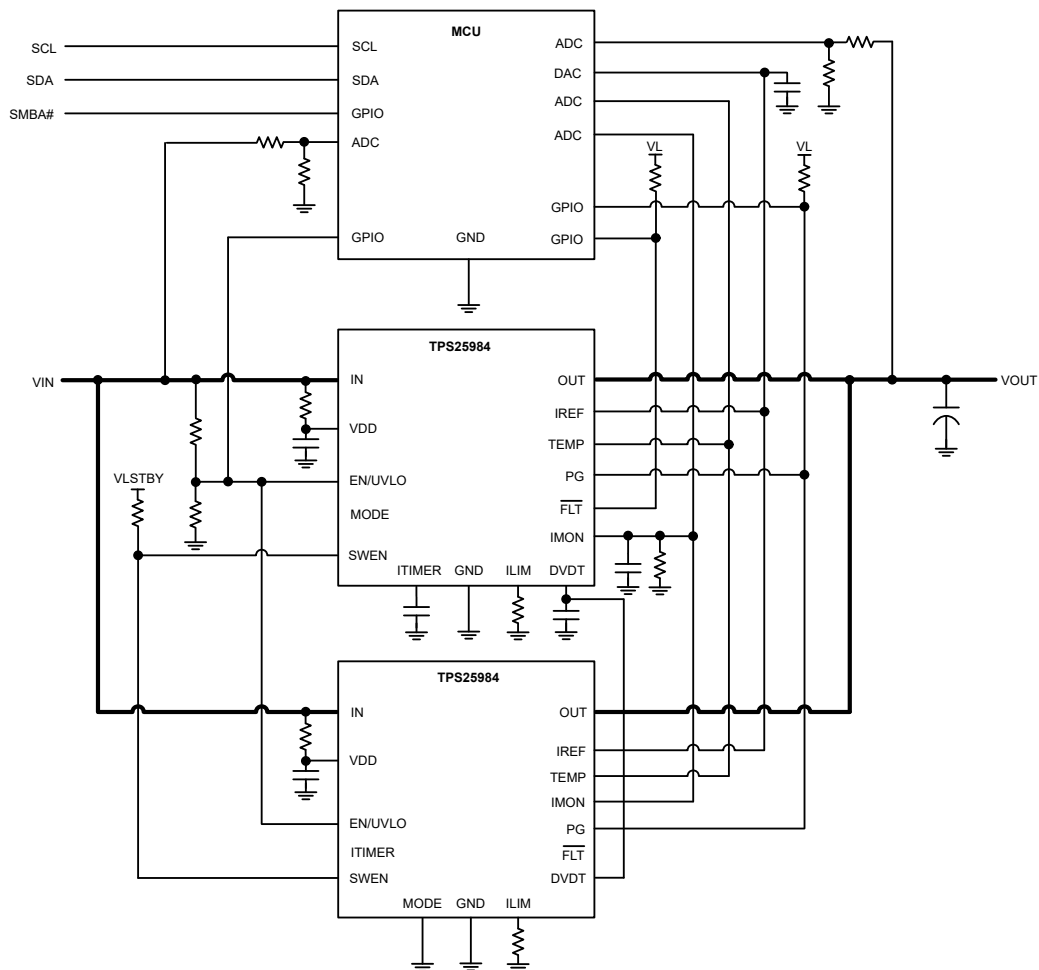 MCU
SCL
SCL
ADC
SDA
SDA
DAC
SMBA#
GPIO
ADC
ADC
ADC
VL
VL
GPIO
GPIO
GND
GPIO
TPS25984
VIN
IN
OUT
VOUT
IREF
VDD
TEMP
VLSTBY
EN/UVLO
PG
MODE
FLT
SWEN
IMON
ITIMER
GND
ILIM
DVDT
TPS25984
IN
OUT
IREF
VDD
TEMP
IMON
EN/UVLO
PG
ITIMER
FLT
SWEN
DVDT
MODE
GND
ILIM